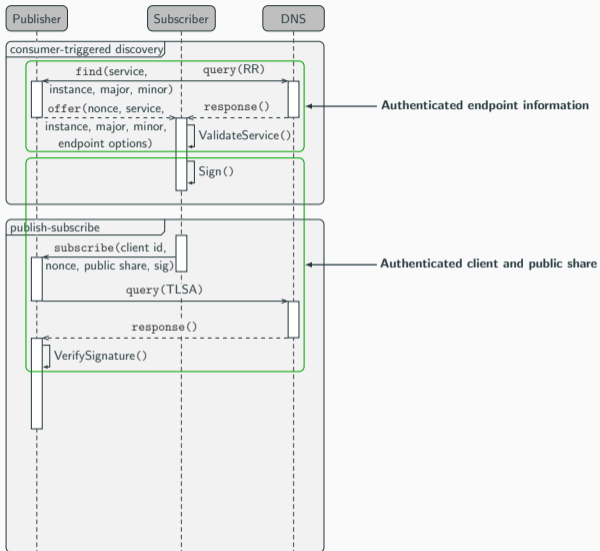 Publisher
Subscriber
DNS
consumer-triggered discovery
find(service,
instance, major, minor)
query(RR)
offer(nonce, service,
instance, major, minor,
endpoint options)
response()
ValidateService()
Authenticated endpoint information
Sign()
publish-subscribe
subscribe(client id,
nonce, public share, sig)
Authenticated client and public share
query(TLSA)
response()
VerifySignature()